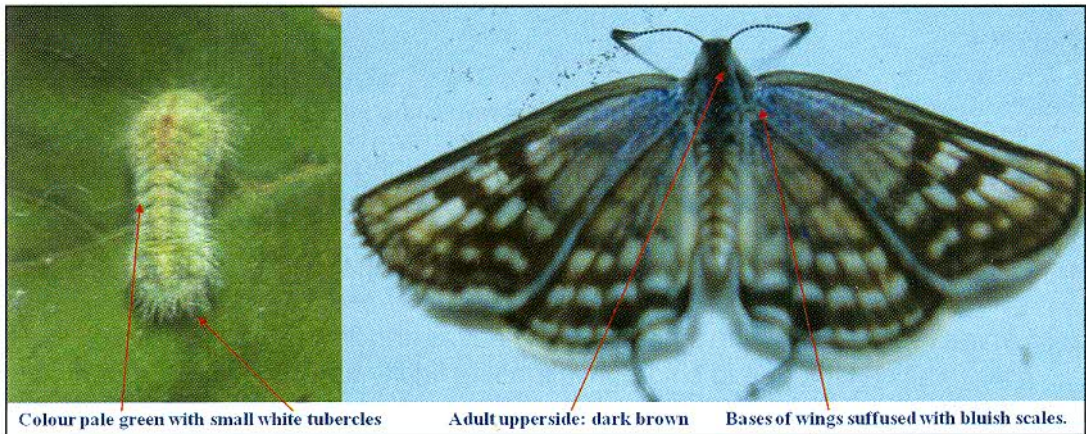 Colour pale green with small white tubercles
Adult upperside: dark brown
Bases of wings suffused with bluish scales.